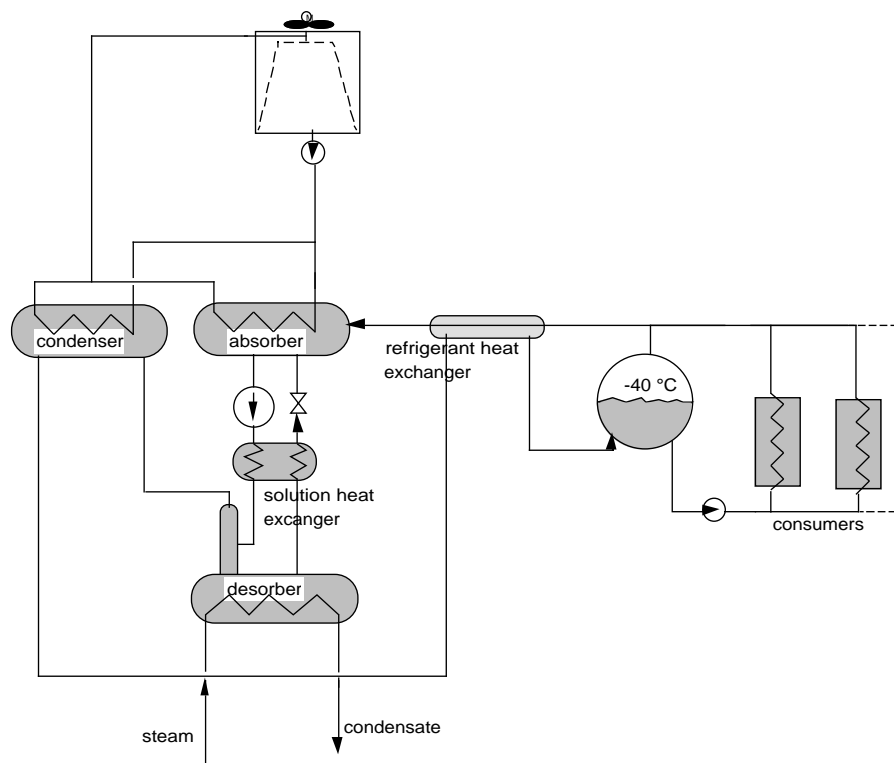 M
condenser
absorber
refrigerant heat
exchanger
-40 °C
solution heat
excanger
consumers
desorber
steam
condensate